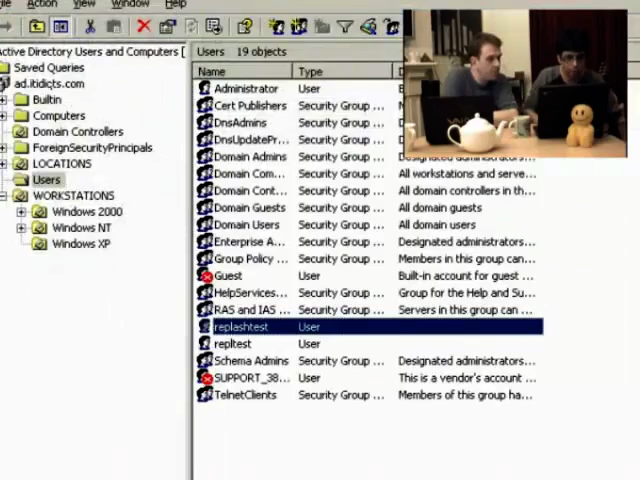 File Action View Window Help
Active Directory Users and Computers [
Saved Queries
ad.itidicts.com
Builtin
Computers
Domain Controllers
ForeignSecurityPrincipals
LOCATIONS
Users
WORKSTATIONS
Windows 2000
Windows NT
Windows XP
Users 19 objects
Name Type D
Administrator User
Cert Publishers Security Group ...
DnsAdmins Security Group ...
DnsUpdatePr... Security Group ...
Domain Admins Security Group ... Designated administrators...
Domain Com... Security Group ... All workstations and serve...
Domain Cont... Security Group ... All domain controllers in th...
Domain Guests Security Group ... All domain guests
Domain Users Security Group ... All domain users
Enterprise A... Security Group ... Designated administrators...
Group Policy ... Security Group ... Members in this group can...
Guest User Built-in account for guest ...
HelpServices... Security Group ... Group for the Help and Su...
RAS and IAS ... Security Group ... Servers in this group can ...
replashtest User
repltest User
Schema Admins Security Group ... Designated administrators...
SUPPORT_38... User This is a vendor's account ...
TelnetClients Security Group ... Members of this group ha...